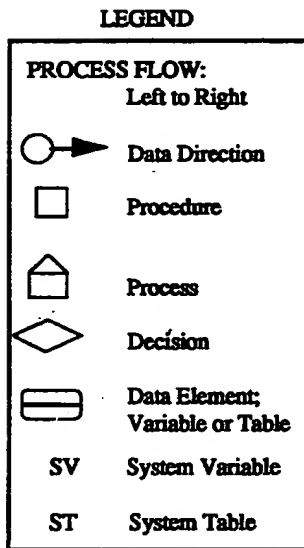 LEGEND
PROCESS FLOW:
Left to Right
Data Direction
Procedure
Process
Decision
Data Element;
Variable or Table
SV System Variable
ST System Table